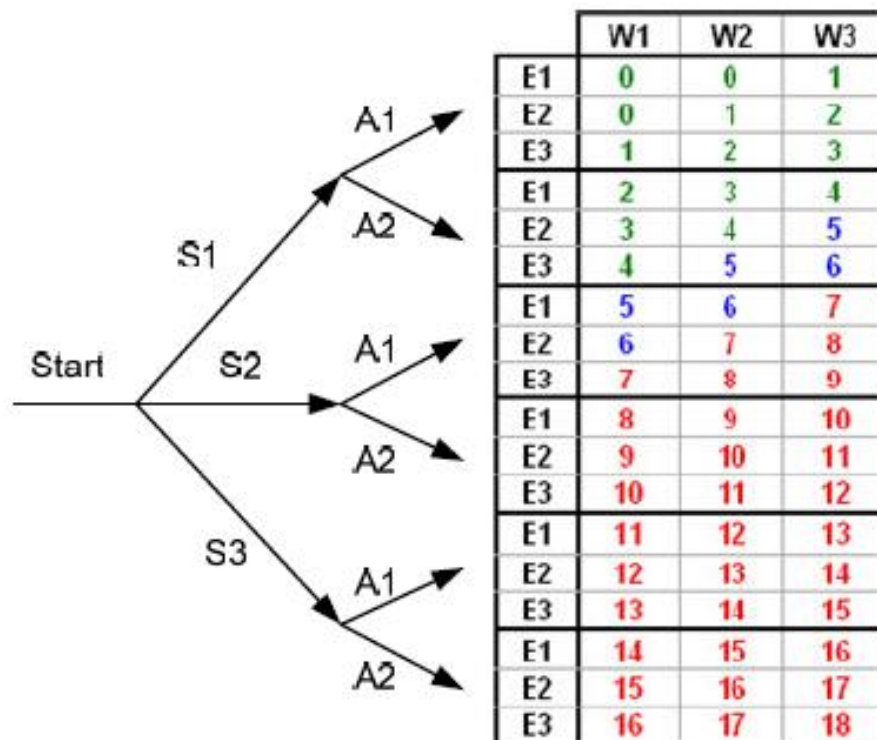 W1 W2 W3
E1 0 0 1
E2 0 1 2
E3 1 2 3
E1 2 3 4
E2 3 4 5
E3 4 5 6
E1 5 6 7
E2 6 7 8
E3 7 8 9
E1 8 9 10
E2 9 10 11
E3 10 11 12
E1 11 12 13
E2 12 13 14
E3 13 14 15
E1 14 15 16
E2 15 16 17
E3 16 17 18
Start
S1
A1
A2
S2
A1
A2
S3
A1
A2